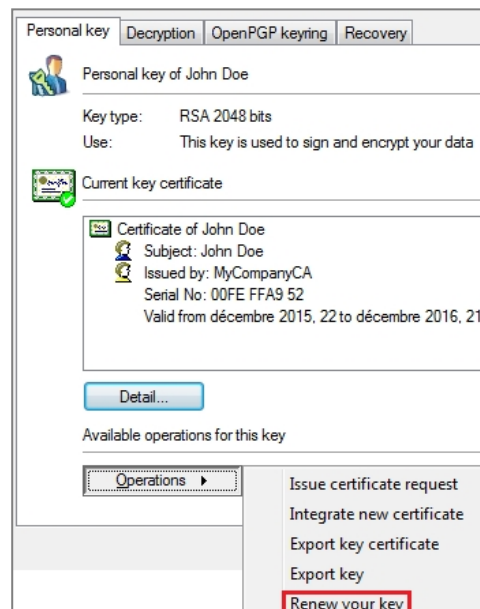 Personal key
Decryption
OpenPGP keyring
Recovery
Personal key of John Doe
Key type: RSA 2048 bits
Use: This key is used to sign and encrypt your data
Current key certificate
Certificate of John Doe
Subject: John Doe
Issued by: MyCompanyCA
Serial No: 00FE FFA9 52
Valid from décembre 2015, 22 to décembre 2016, 21
Detail...
Available operations for this key
Operations
Issue certificate request
Integrate new certificate
Export key certificate
Export key
Renew your key